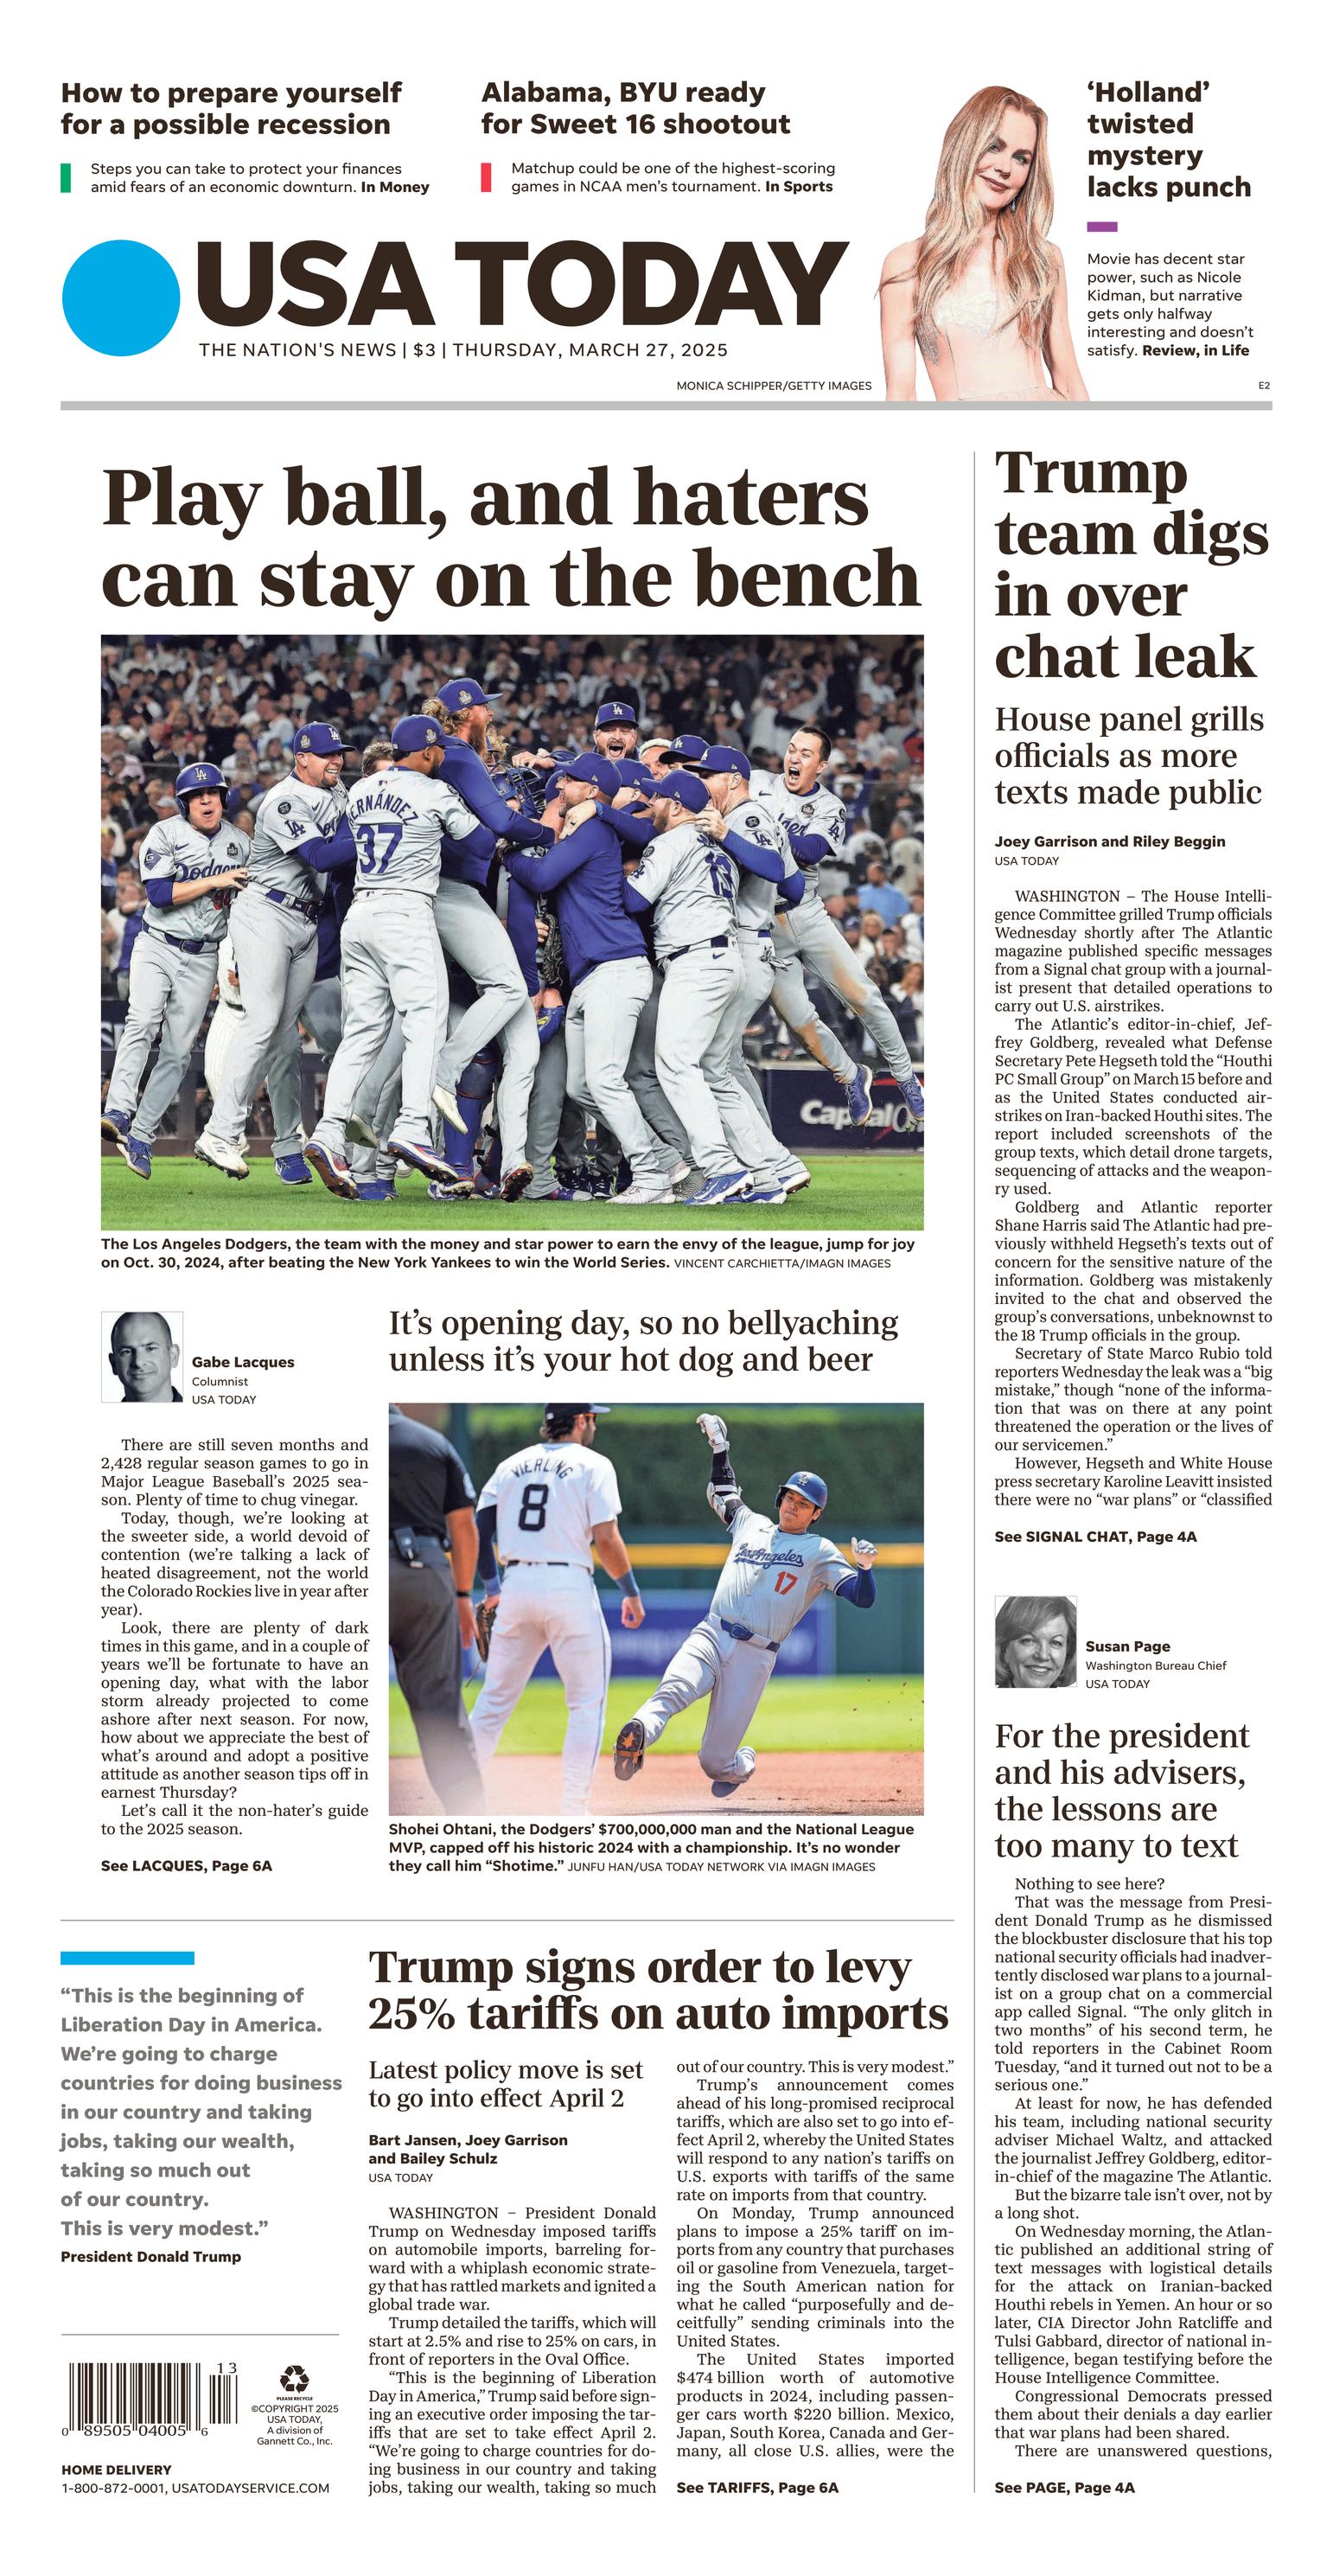 How to prepare yourself
for a possible recession
Steps you can take to protect your finances
amid fears of an economic downturn. In Money
Alabama, BYU ready
for Sweet 16 shootout
Matchup could be one of the highest-scoring
games in NCAA men's tournament. In Sports
‘Holland’
twisted
mystery
lacks punch
Movie has decent star
power, such as Nicole
Kidman, but narrative
gets only halfway
interesting and doesn't
satisfy. Review, in Life
USA TODAY
THE NATION'S NEWS | $3 | THURSDAY, MARCH 27, 2025
MONICA SCHIPPER/GETTY IMAGES
E2
Play ball, and haters
can stay on the bench
LA
Dodgers
HERNÁNDEZ
37
13
Capital
The Los Angeles Dodgers, the team with the money and star power to earn the envy of the league, jump for joy
on Oct. 30, 2024, after beating the New York Yankees to win the World Series. VINCENT CARCHIETTA/IMAGN IMAGES
Gabe Lacques
Columnist
USA TODAY
It’s opening day, so no bellyaching
unless it’s your hot dog and beer
There are still seven months and
2,428 regular season games to go in
Major League Baseball’s 2025 sea-
son. Plenty of time to chug vinegar.
Today, though, we’re looking at
the sweeter side, a world devoid of
contention (we’re talking a lack of
heated disagreement, not the world
the Colorado Rockies live in year after
year).
Look, there are plenty of dark
times in this game, and in a couple of
years we’ll be fortunate to have an
opening day, what with the labor
storm already projected to come
ashore after next season. For now,
how about we appreciate the best of
what’s around and adopt a positive
attitude as another season tips off in
earnest Thursday?
Let’s call it the non-hater’s guide
to the 2025 season.
See LACQUES, Page 6A
VIERLING
8
Los Angeles
17
Shohei Ohtani, the Dodgers’ $700,000,000 man and the National League
MVP, capped off his historic 2024 with a championship. It’s no wonder
they call him “Shotime.” JUNFU HAN/USA TODAY NETWORK VIA IMAGN IMAGES
“This is the beginning of
Liberation Day in America.
We’re going to charge
countries for doing business
in our country and taking
jobs, taking our wealth,
taking so much out
of our country.
This is very modest.”
President Donald Trump
13
0 89505 04005 6
PLEASE RECYCLE
©COPYRIGHT 2025
USA TODAY,
A division of
Gannett Co., Inc.
HOME DELIVERY
1-800-872-0001, USATODAYSERVICE.COM
Trump signs order to levy
25% tariffs on auto imports
Latest policy move is set
to go into effect April 2
Bart Jansen, Joey Garrison
and Bailey Schulz
USA TODAY
WASHINGTON – President Donald
Trump on Wednesday imposed tariffs
on automobile imports, barreling for-
ward with a whiplash economic strate-
gy that has rattled markets and ignited a
global trade war.
Trump detailed the tariffs, which will
start at 2.5% and rise to 25% on cars, in
front of reporters in the Oval Office.
“This is the beginning of Liberation
Day in America,” Trump said before sign-
ing an executive order imposing the tar-
iffs that are set to take effect April 2.
“We’re going to charge countries for do-
ing business in our country and taking
jobs, taking our wealth, taking so much
out of our country. This is very modest.”
Trump’s announcement comes
ahead of his long-promised reciprocal
tariffs, which are also set to go into ef-
fect April 2, whereby the United States
will respond to any nation’s tariffs on
U.S. exports with tariffs of the same
rate on imports from that country.
On Monday, Trump announced
plans to impose a 25% tariff on im-
ports from any country that purchases
oil or gasoline from Venezuela, target-
ing the South American nation for
what he called “purposefully and de-
ceitfully” sending criminals into the
United States.
The United States imported
$474 billion worth of automotive
products in 2024, including passen-
ger cars worth $220 billion. Mexico,
Japan, South Korea, Canada and Ger-
many, all close U.S. allies, were the
See TARIFFS, Page 6A
Trump
team digs
in over
chat leak
House panel grills
officials as more
texts made public
Joey Garrison and Riley Beggin
USA TODAY
WASHINGTON – The House Intelli-
gence Committee grilled Trump officials
Wednesday shortly after The Atlantic
magazine published specific messages
from a Signal chat group with a journal-
ist present that detailed operations to
carry out U.S. airstrikes.
The Atlantic’s editor-in-chief, Jef-
frey Goldberg, revealed what Defense
Secretary Pete Hegseth told the “Houthi
PC Small Group” on March 15 before and
as the United States conducted air-
strikes on Iran-backed Houthi sites. The
report included screenshots of the
group texts, which detail drone targets,
sequencing of attacks and the weapon-
ry used.
Goldberg and Atlantic reporter
Shane Harris said The Atlantic had pre-
viously withheld Hegseth’s texts out of
concern for the sensitive nature of the
information. Goldberg was mistakenly
invited to the chat and observed the
group’s conversations, unbeknownst to
the 18 Trump officials in the group.
Secretary of State Marco Rubio told
reporters Wednesday the leak was a “big
mistake,” though “none of the informa-
tion that was on there at any point
threatened the operation or the lives of
our servicemen.”
However, Hegseth and White House
press secretary Karoline Leavitt insisted
there were no “war plans” or “classified
See SIGNAL CHAT, Page 4A
Susan Page
Washington Bureau Chief
USA TODAY
For the president
and his advisers,
the lessons are
too many to text
Nothing to see here?
That was the message from Presi-
dent Donald Trump as he dismissed
the blockbuster disclosure that his top
national security officials had inadver-
tently disclosed war plans to a journal-
ist on a group chat on a commercial
app called Signal. “The only glitch in
two months” of his second term, he
told reporters in the Cabinet Room
Tuesday, “and it turned out not to be a
serious one.”
At least for now, he has defended
his team, including national security
adviser Michael Waltz, and attacked
the journalist Jeffrey Goldberg, editor-
in-chief of the magazine The Atlantic.
But the bizarre tale isn’t over, not by
a long shot.
On Wednesday morning, the Atlan-
tic published an additional string of
text messages with logistical details
for the attack on Iranian-backed
Houthi rebels in Yemen. An hour or so
later, CIA Director John Ratcliffe and
Tulsi Gabbard, director of national in-
telligence, began testifying before the
House Intelligence Committee.
Congressional Democrats pressed
them about their denials a day earlier
that war plans had been shared.
There are unanswered questions,
See PAGE, Page 4A